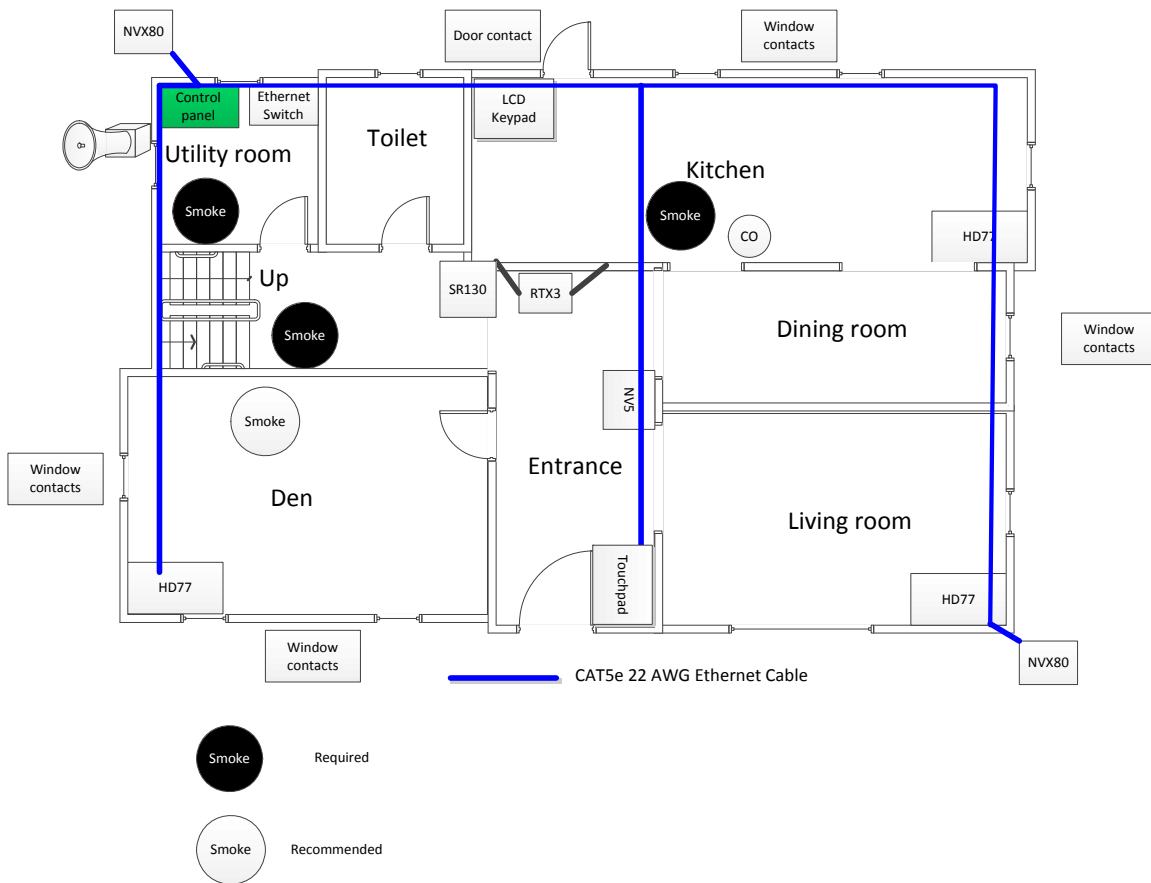 NVX80
Door contact
Window
contacts
Control
panel
Ethernet
Switch
LCD
Keypad
Toilet
Utility room
Kitchen
Smoke
Smoke
CO
HD77
Up
SR130
RTX3
Smoke
Dining room
Window
contacts
NV5
Smoke
Entrance
Window
contacts
Den
Living room
HD77
Touchpad
HD77
Window
contacts
NVX80
CAT5e 22 AWG Ethernet Cable
Smoke
Required
Smoke
Recommended